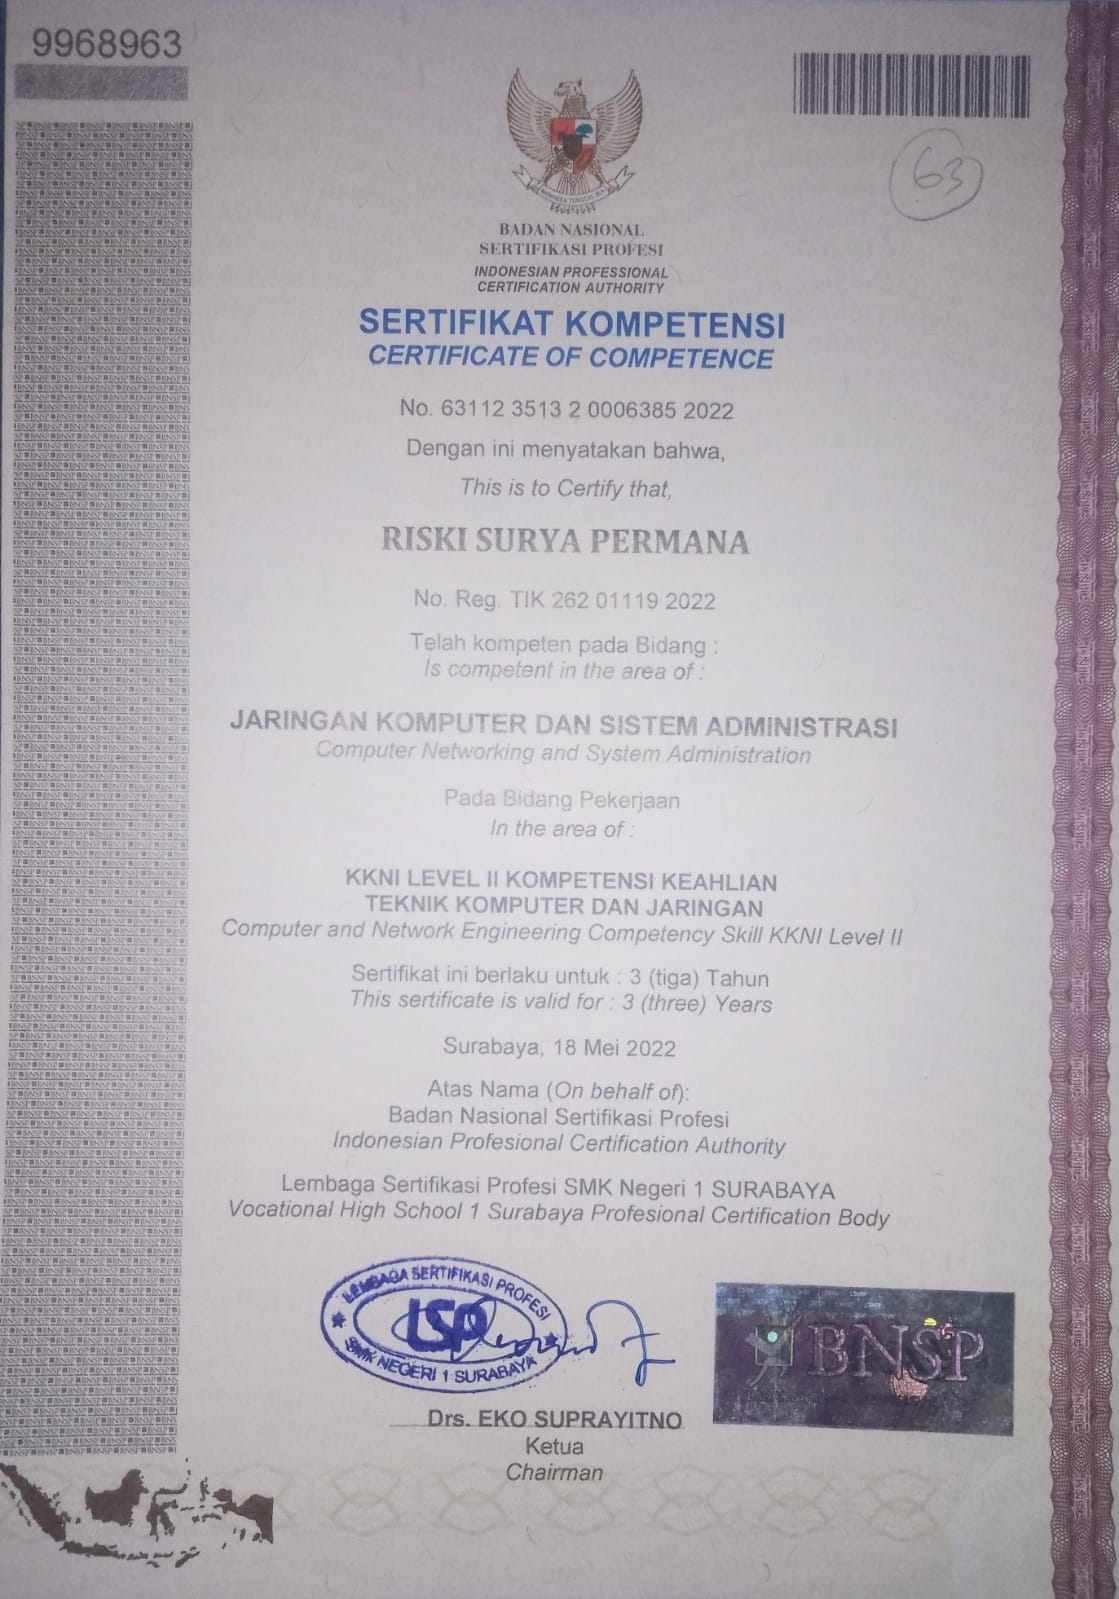 9968963
63
BADAN NASIONAL
SERTIFIKASI PROFESI
INDONESIAN PROFESSIONAL
CERTIFICATION AUTHORITY
SERTIFIKAT KOMPETENSI
CERTIFICATE OF COMPETENCE
No. 63112 3513 2 0006385 2022
Dengan ini menyatakan bahwa,
This is to Certify that,
RISKI SURYA PERMANA
No. Reg. TIK 262 01119 2022
Telah kompeten pada Bidang :
Is competent in the area of :
JARINGAN KOMPUTER DAN SISTEM ADMINISTRASI
Computer Networking and System Administration
Pada Bidang Pekerjaan
In the area of :
KKNI LEVEL II KOMPETENSI KEAHLIAN
TEKNIK KOMPUTER DAN JARINGAN
Computer and Network Engineering Competency Skill KKNI Level II
Sertifikat ini berlaku untuk : 3 (tiga) Tahun
This sertificate is valid for : 3 (three) Years
Surabaya, 18 Mei 2022
Atas Nama (On behalf of):
Badan Nasional Sertifikasi Profesi
Indonesian Profesional Certification Authority
Lembaga Sertifikasi Profesi SMK Negeri 1 SURABAYA
Vocational High School 1 Surabaya Profesional Certification Body
LEMBAGA SERTIFIKASI PROFESI
LSP
SMK NEGERI 1 SURABAYA
BNSP
Drs. EKO SUPRAYITNO
Ketua
Chairman